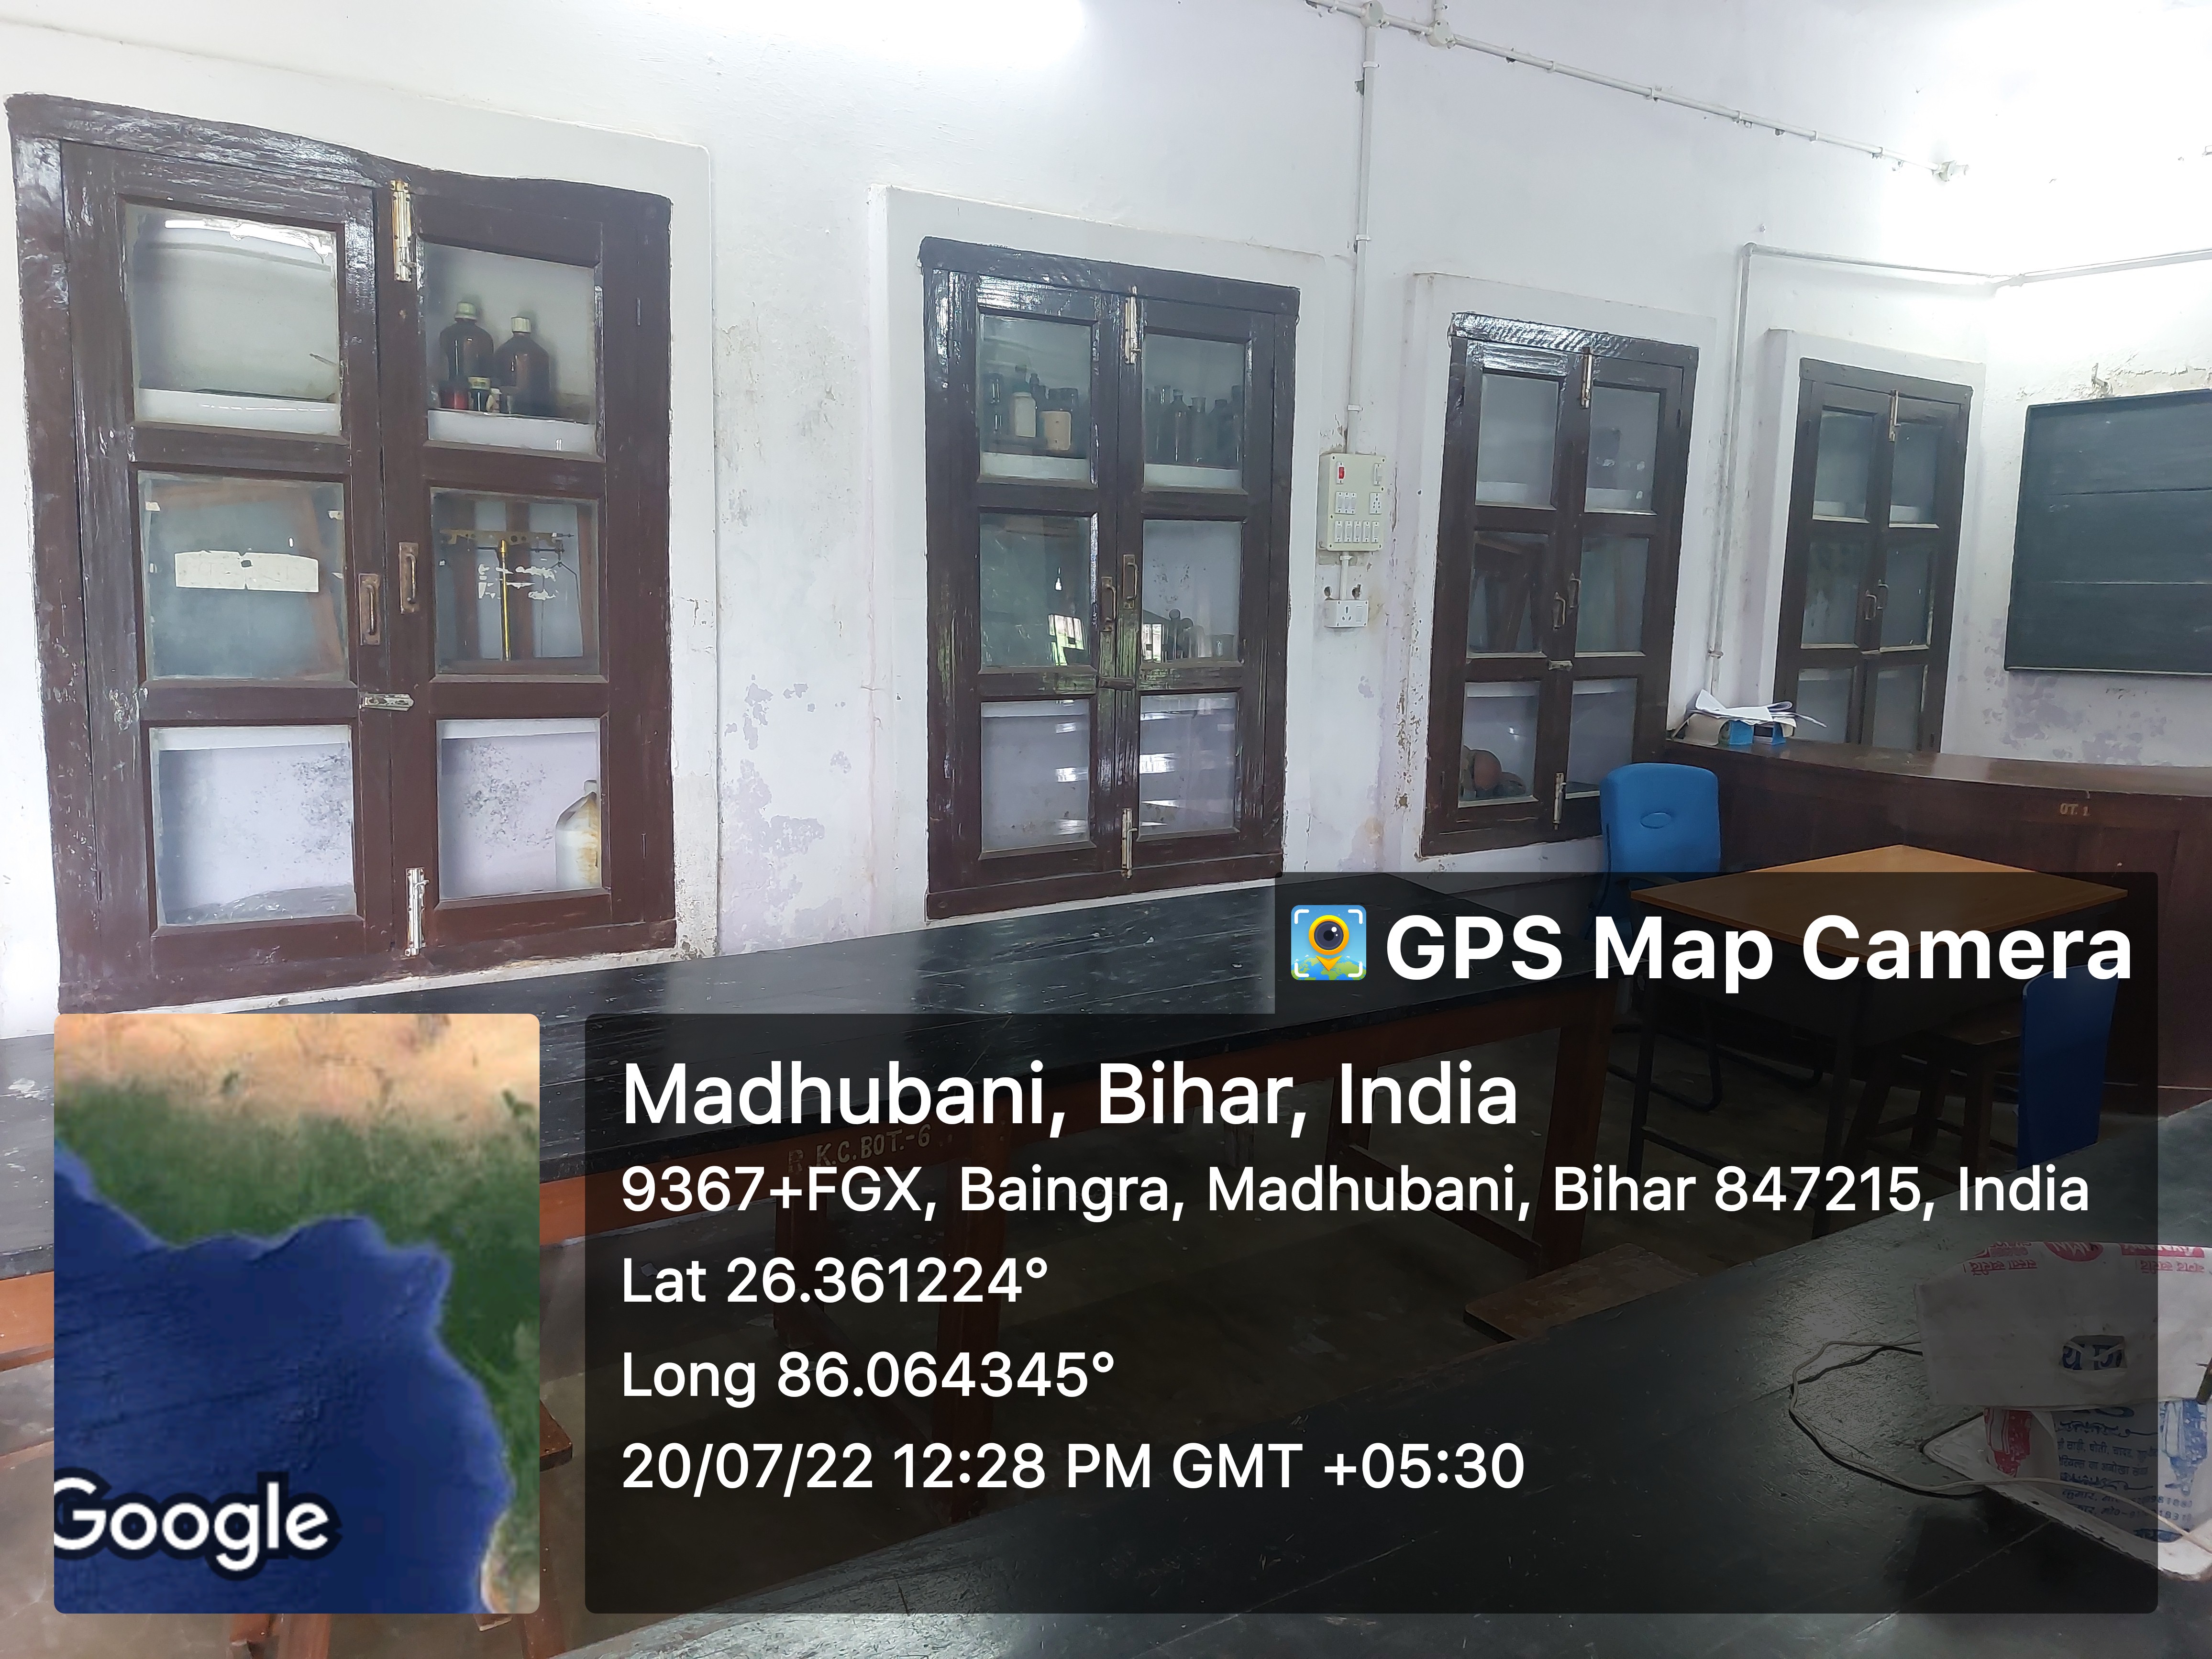 OT. 1
GPS Map Camera
Madhubani, Bihar, India
R.K.C.BOT.-6
9367+FGX, Baingra, Madhubani, Bihar 847215, India
Lat 26.361224°
Long 86.064345°
20/07/22 12:28 PM GMT +05:30
Google